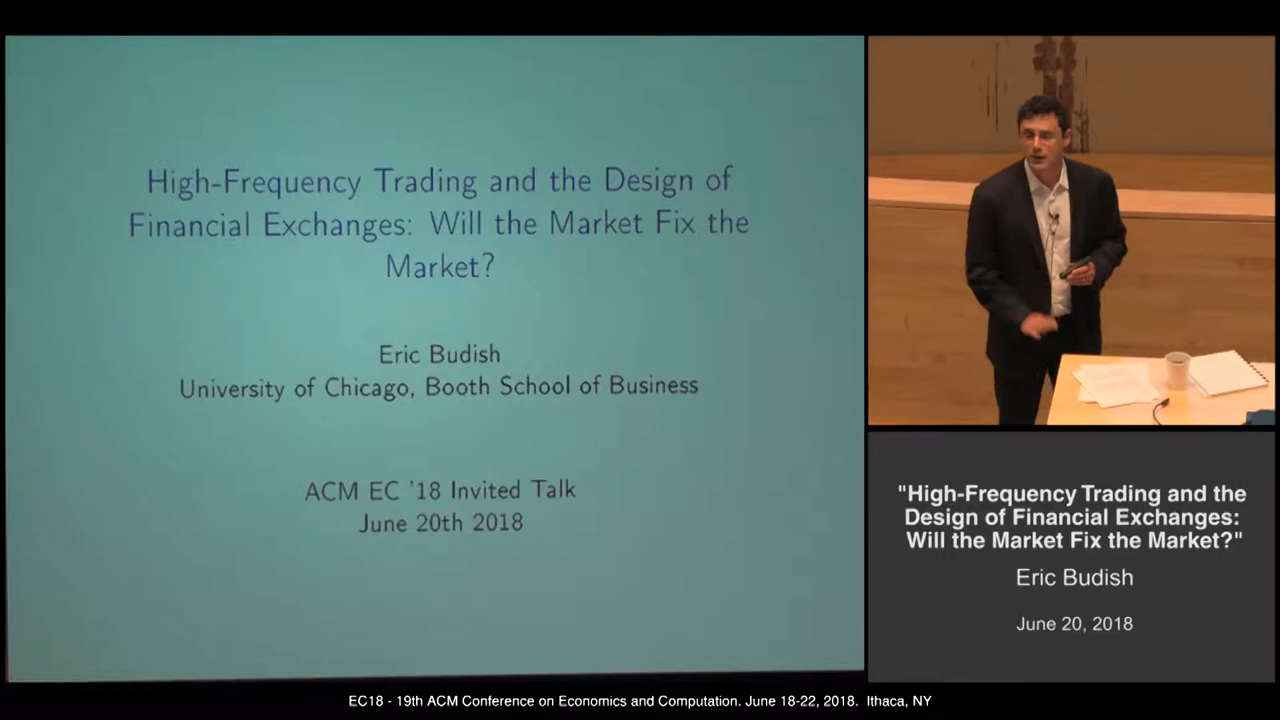 High-Frequency Trading and the Design of
Financial Exchanges: Will the Market Fix the
Market?
Eric Budish
University of Chicago, Booth School of Business
ACM EC '18 Invited Talk
June 20th 2018
"High-Frequency Trading and the
Design of Financial Exchanges:
Will the Market Fix the Market?"
Eric Budish
June 20, 2018
EC18 - 19th ACM Conference on Economics and Computation. June 18-22, 2018. Ithaca, NY